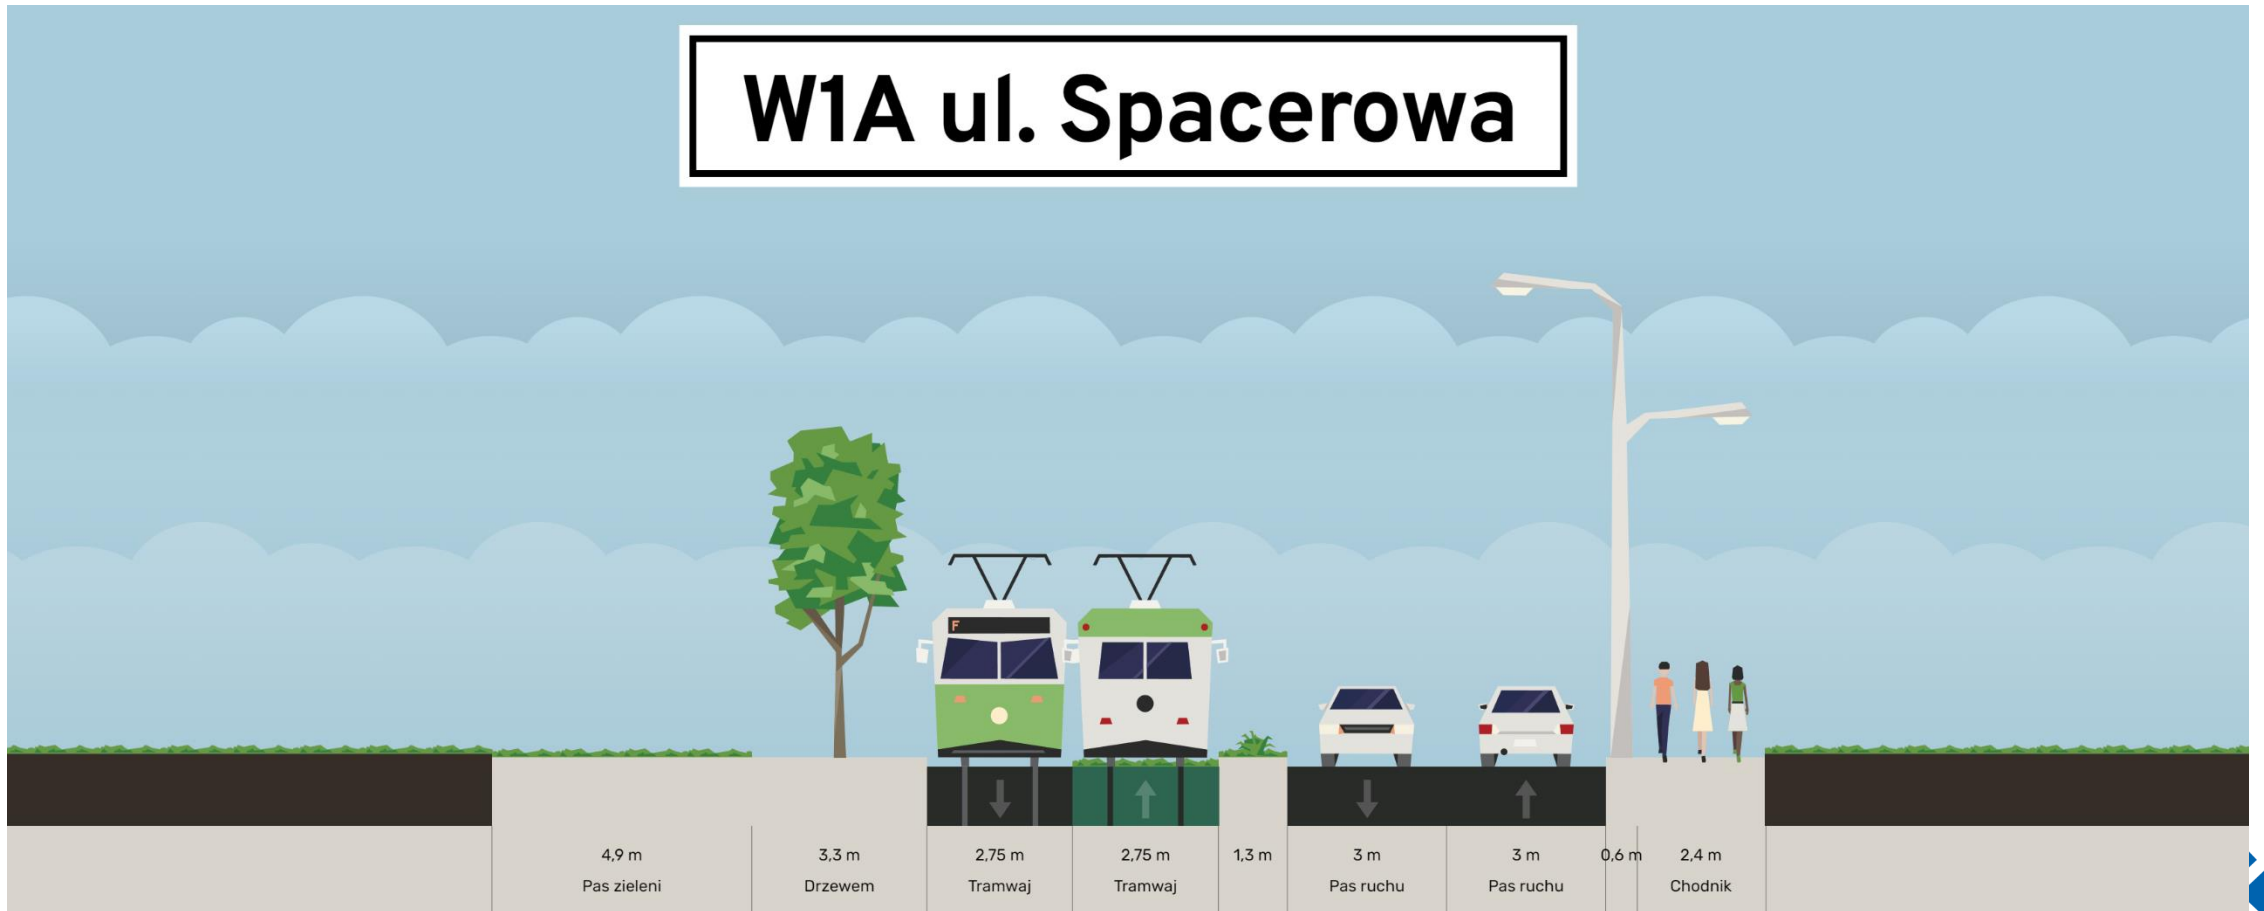 W1A ul. Spacerowa
F
4,9 m
Pas zieleni
3,3 m
Drzewem
2,75 m
Tramwaj
2,75 m
Tramwaj
1,3 m
3 m
Pas ruchu
3 m
Pas ruchu
0,6 m
2,4 m
Chodnik